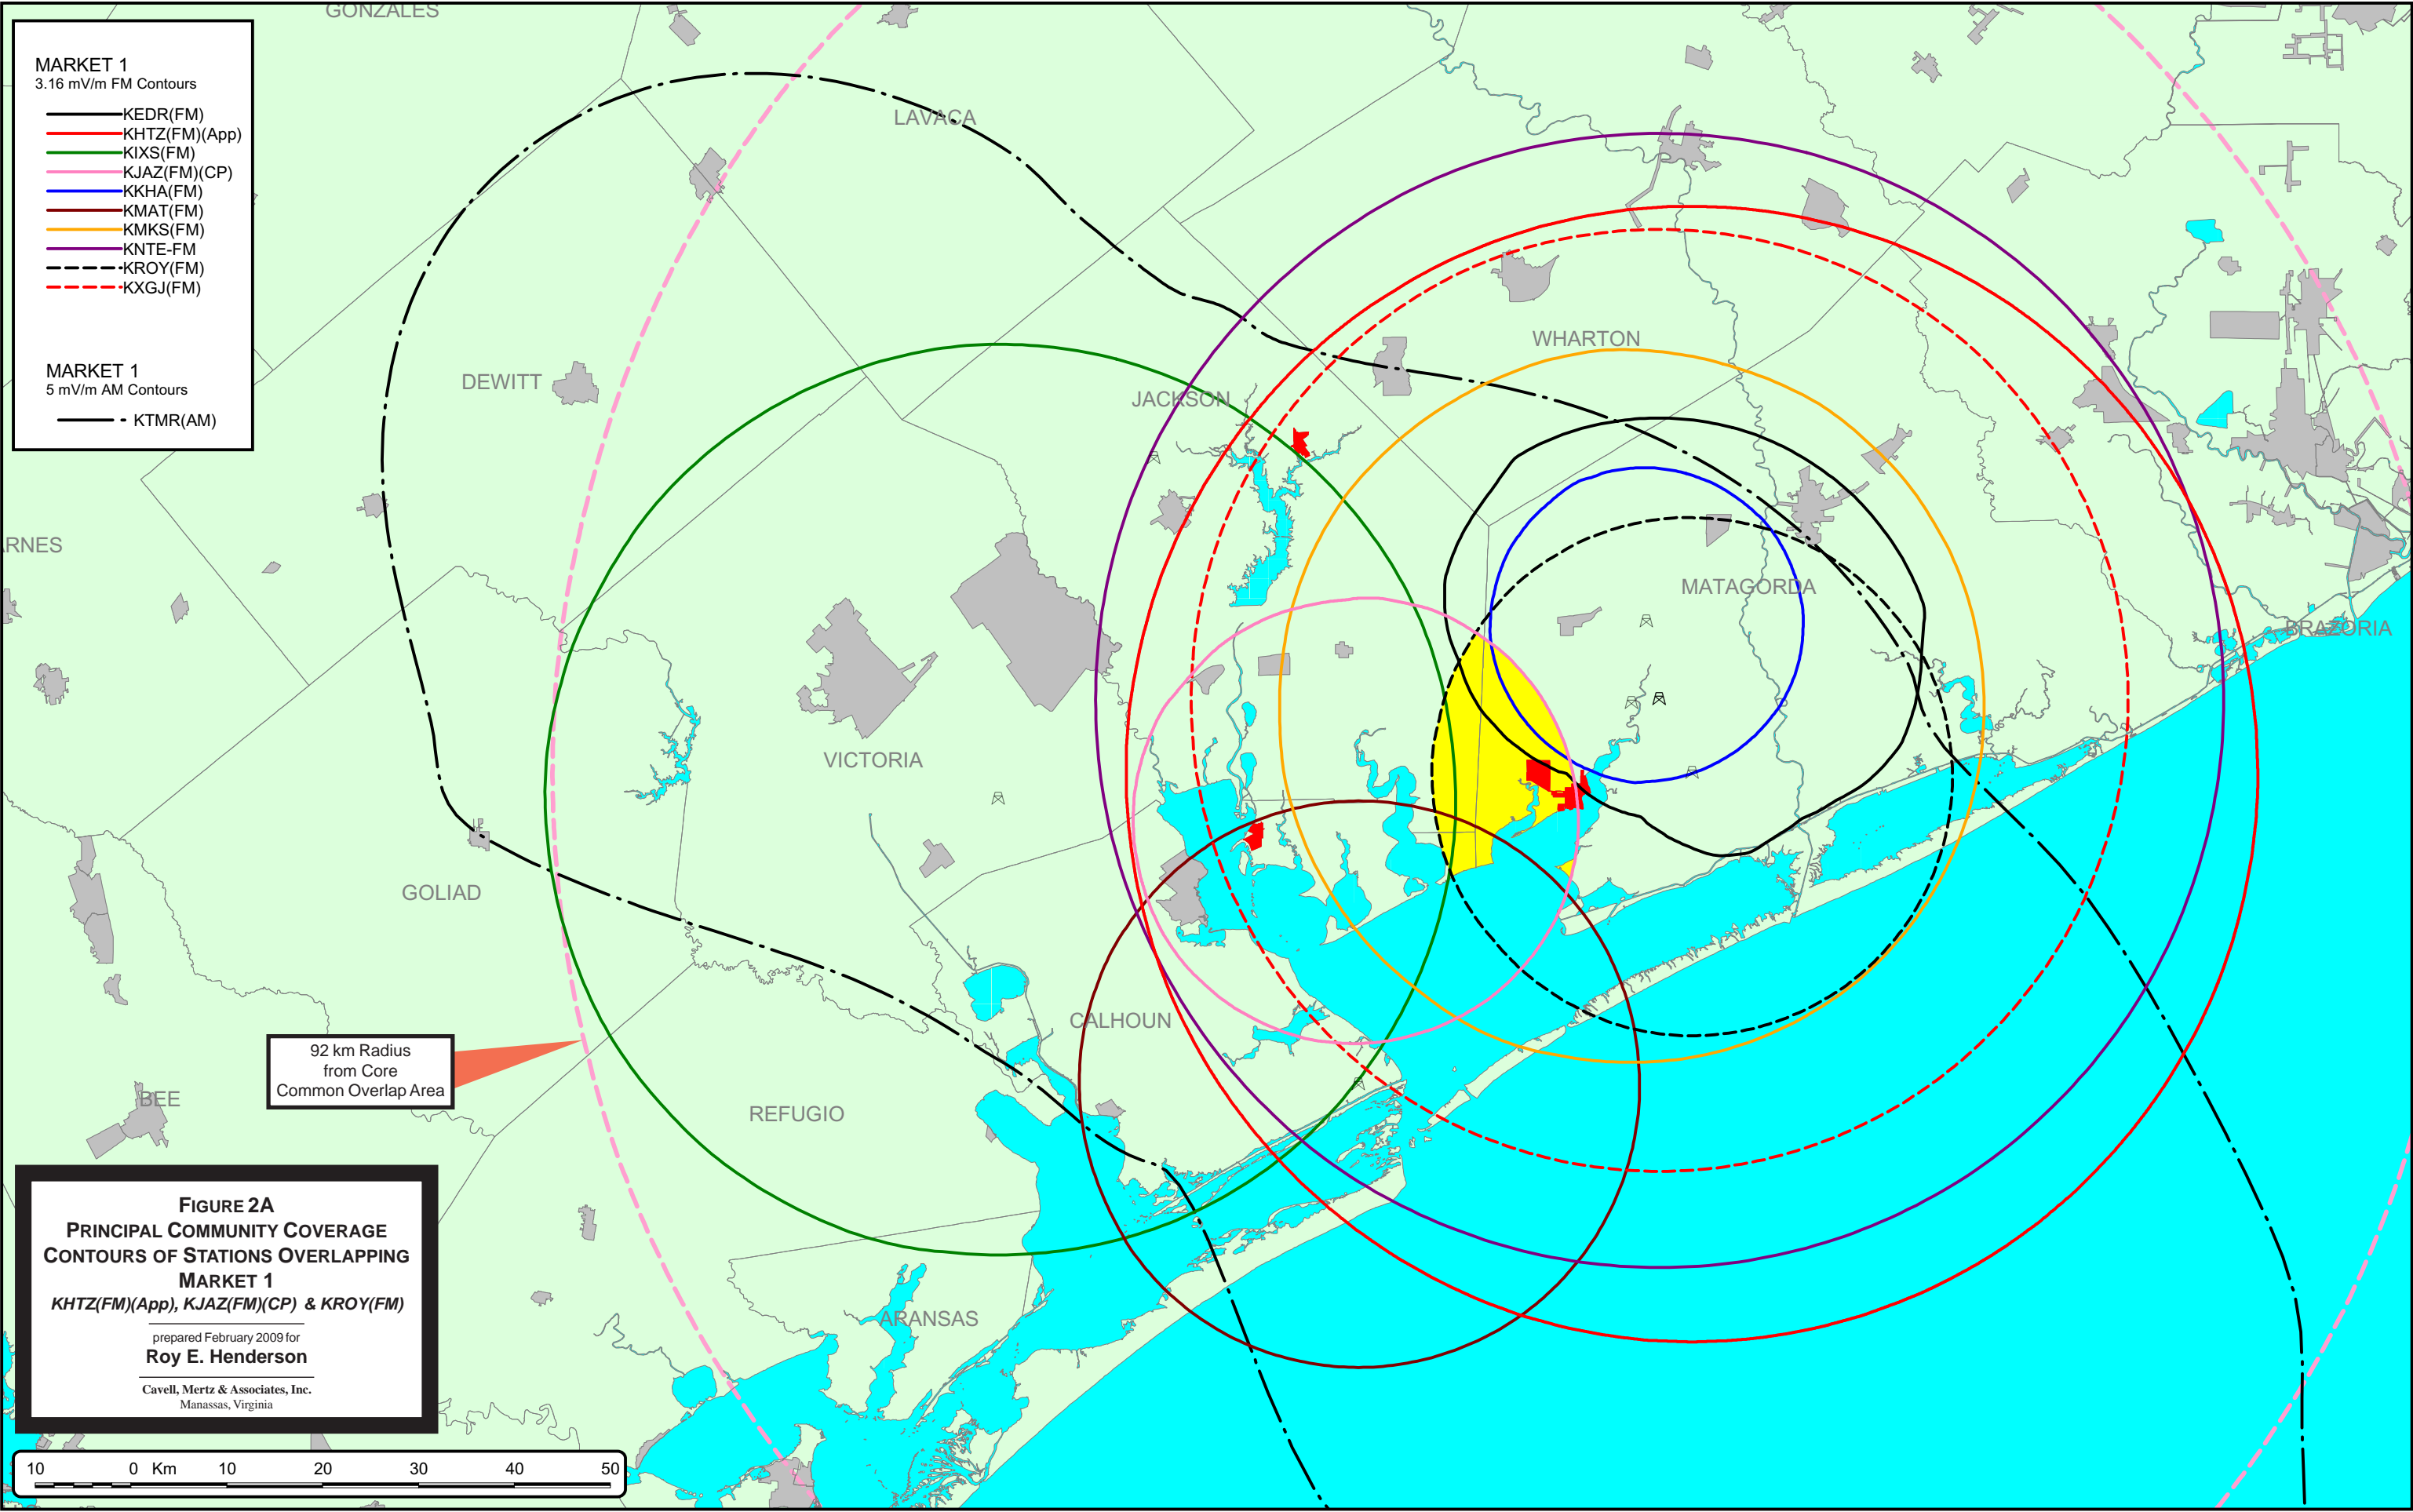 GONZALES
MARKET 1
3.16 mV/m FM Contours
KEDR(FM)
KHTZ(FM)(App)
KIXS(FM)
KJAZ(FM)(CP)
KKHA(FM)
KMAT(FM)
KMKS(FM)
KNTE-FM
KROY(FM)
KXGJ(FM)
MARKET 1
5 mV/m AM Contours
KTMR(AM)
LAVACA
WHARTON
DEWITT
JACKSON
RNES
MATAGORDA
BRAZORIA
VICTORIA
GOLIAD
CALHOUN
92 km Radius
from Core
Common Overlap Area
BEE
REFUGIO
ARANSAS
FIGURE 2A
PRINCIPAL COMMUNITY COVERAGE
CONTOURS OF STATIONS OVERLAPPING
MARKET 1
KHTZ(FM)(App), KJAZ(FM)(CP) & KROY(FM)
prepared February 2009 for
Roy E. Henderson
Cavell, Mertz & Associates, Inc.
Manassas, Virginia
10 0 Km 10 20 30 40 50